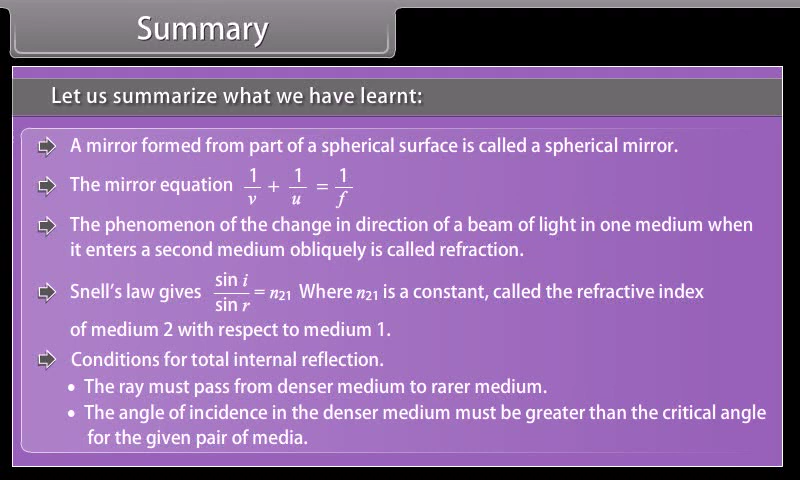 Summary
Let us summarize what we have learnt:
A mirror formed from part of a spherical surface is called a spherical mirror.
The mirror equation 1/v + 1/u = 1/f
The phenomenon of the change in direction of a beam of light in one medium when
it enters a second medium obliquely is called refraction.
Snell's law gives sin i/sin r = n₂₁ Where n₂₁ is a constant, called the refractive index
of medium 2 with respect to medium 1.
Conditions for total internal reflection.
• The ray must pass from denser medium to rarer medium.
• The angle of incidence in the denser medium must be greater than the critical angle
for the given pair of media.